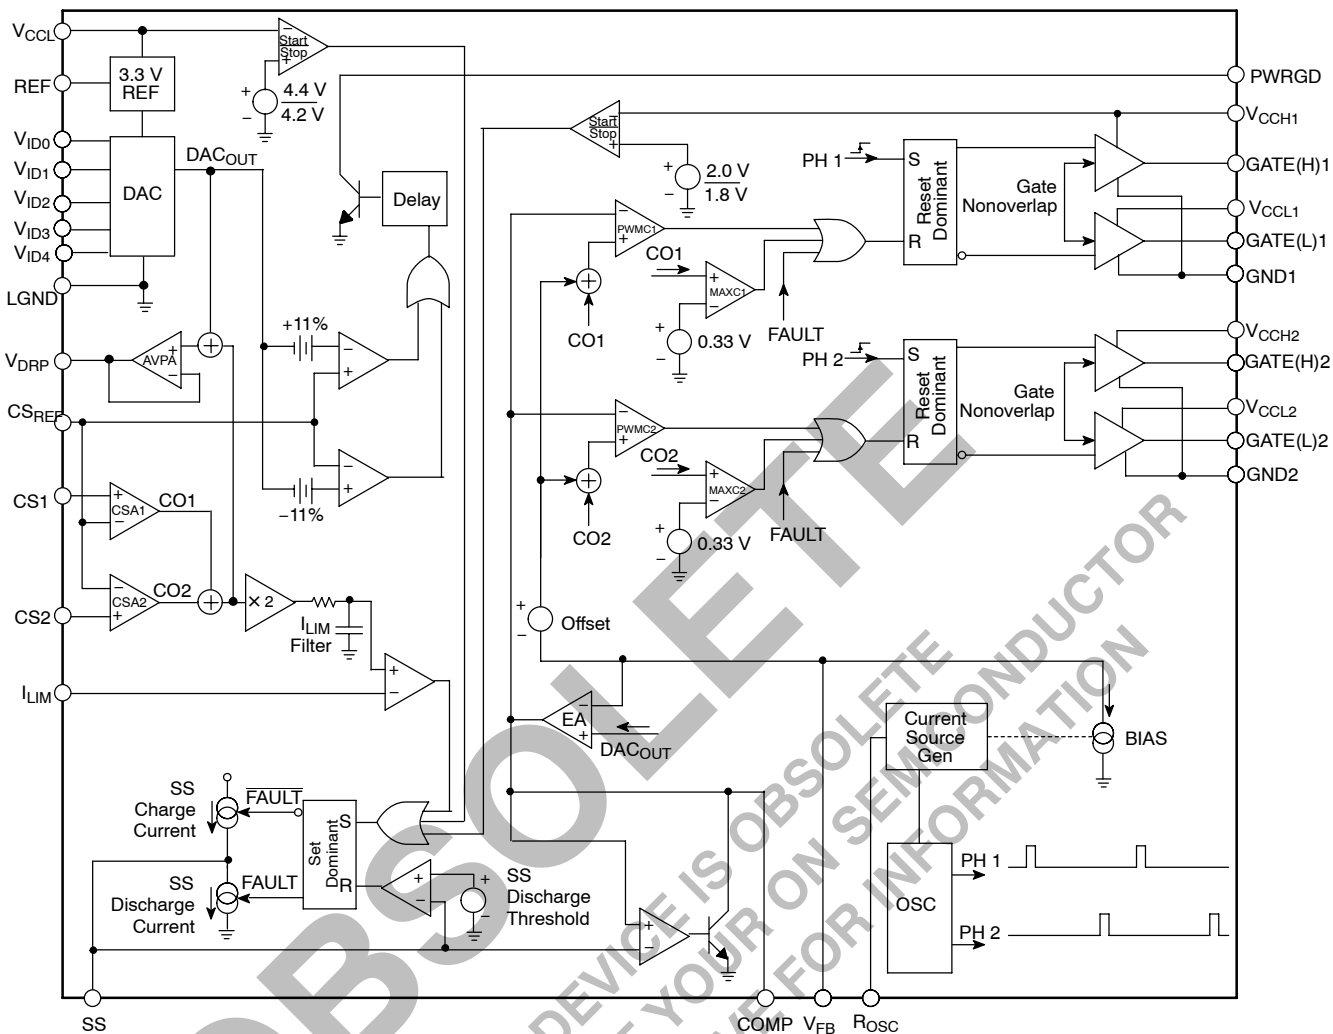 VCCL
REF
VID0
VID1
VID2
VID3
VID4
LGND
VDRP
CSREF
CS1
CS2
ILIM
3.3 V
REF
DAC
DACOUT
Start
Stop
+
−
+
−
4.4 V
4.2 V
Delay
+11%
−11%
−
+
−
+
AVPA
+
−
+
CSA1
+
−
CO1
CSA2
−
+
CO2
+
× 2
ILIM
Filter
+
−
SS
Charge
Current
FAULT
SS
Discharge
Current
FAULT
Set
Dominant
S
R
+
−
+
−
SS
Discharge
Threshold
SS
Start
Stop
−
+
+
−
2.0 V
1.8 V
PWMC1
−
+
+
CO1
CO1
MAXC1
+
−
+
−
0.33 V
FAULT
PH 1
S
R
Reset
Dominant
Gate
Nonoverlap
PWMC2
−
+
+
CO2
CO2
MAXC2
+
−
+
−
0.33 V
FAULT
PH 2
S
R
Reset
Dominant
Gate
Nonoverlap
PWRGD
VCCH1
GATE(H)1
VCCL1
GATE(L)1
GND1
VCCH2
GATE(H)2
VCCL2
GATE(L)2
GND2
+
−
Offset
EA
−
+
DACOUT
Current
Source
Gen
BIAS
OSC
PH 1
PH 2
+
−
COMP
VFB
ROSC
OBSOLETE
DEVICE IS OBSOLETE
YOUR ON SEMICONDUCTOR
FOR INFORMATION